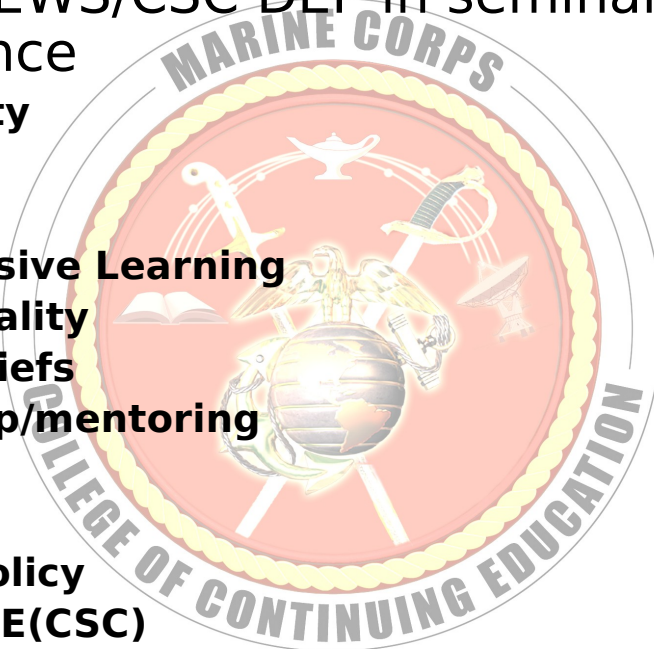 EWS/CSC DEP in seminar
nce
ty
sive Learning
ality
iefs
p/mentoring
olicy
E(CSC)
MARINE CORPS
COLLEGE OF CONTINUING EDUCATION